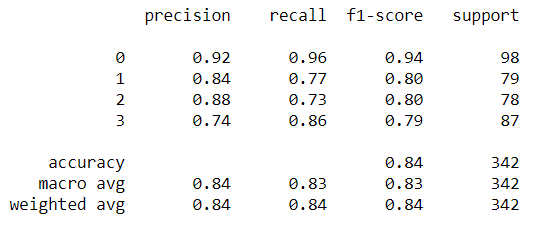 precision recall f1-score support
0 0.92 0.96 0.94 98
1 0.84 0.77 0.80 79
2 0.88 0.73 0.80 78
3 0.74 0.86 0.79 87
accuracy 0.84 342
macro avg 0.84 0.83 0.83 342
weighted avg 0.84 0.84 0.84 342